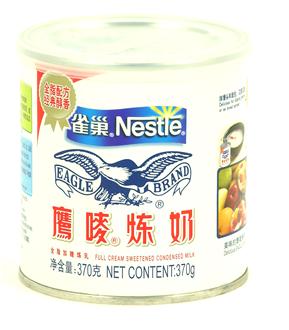 全脂配方
经典醇香
雀巢® Nestlé®
EAGLE BRAND
®
鹰唛®炼奶
全脂加糖炼乳 FULL CREAM SWEETENED CONDENSED MILK
净含量:370克 NET CONTENT:370g